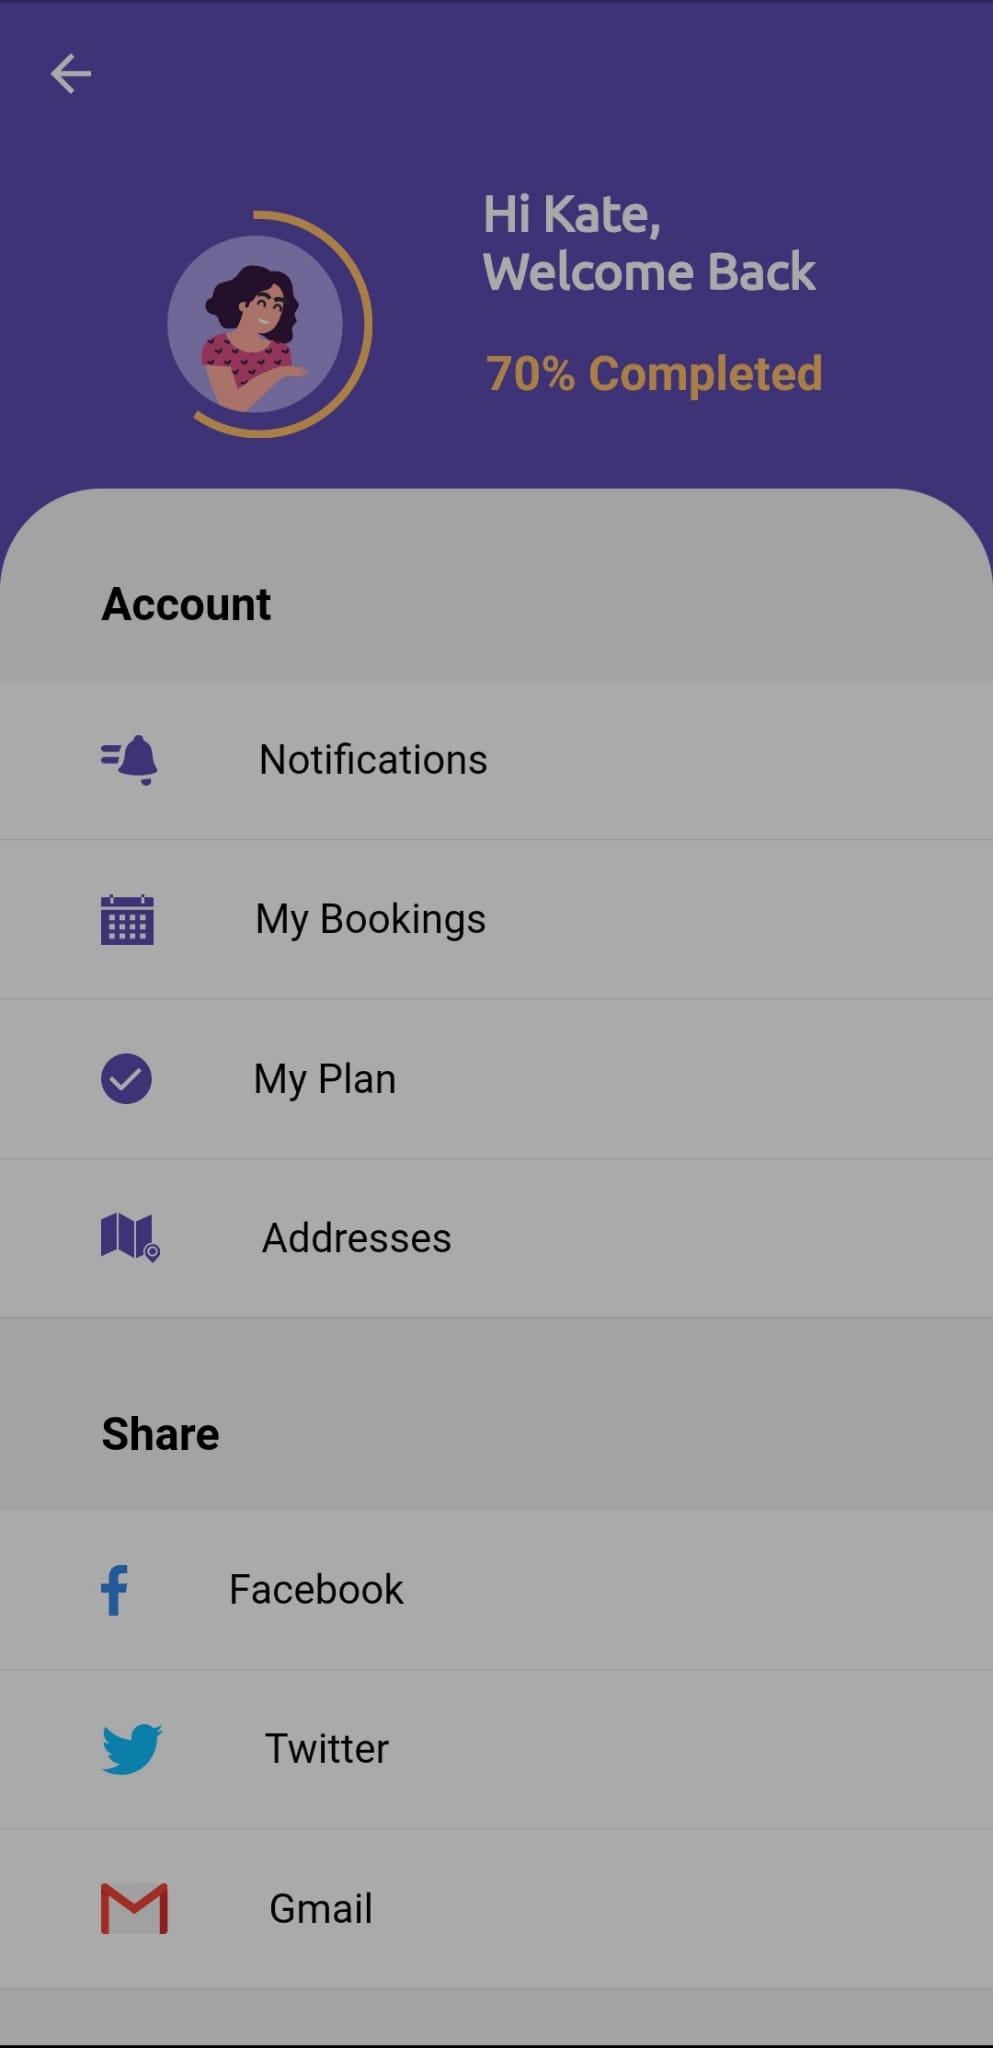 Hi Kate,
Welcome Back
70% Completed
Account
Notifications
My Bookings
My Plan
Addresses
Share
Facebook
Twitter
Gmail